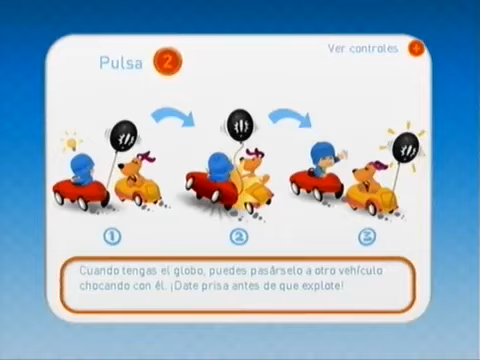 Ver controles +
Pulsa 2
1 2 3
Cuando tengas el globo, puedes pasárselo a otro vehículo
chocando con él. ¡Date prisa antes de que explote!